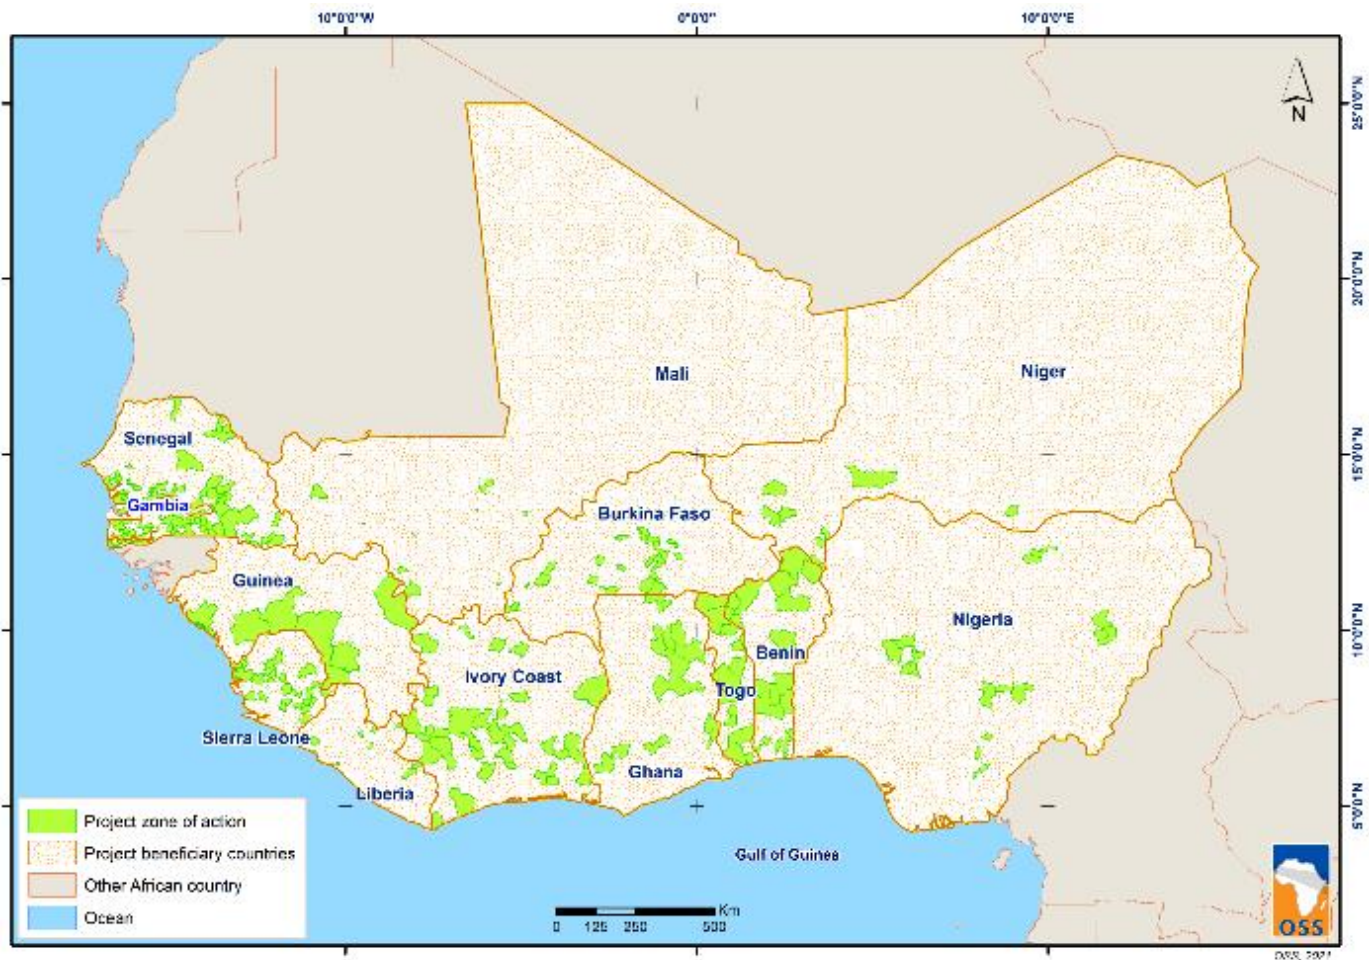 10°0'0"W 0°0'0" 10°0'0"E
25°0'0"N
N
Mali
Niger
20°0'0"N
Senegal
15°0'0"N
Gambia
Burkina Faso
Guinea
Nigeria
10°0'0"N
Benin
Ivory Coast
Togo
Sierra Leone
Ghana
Liberia
5°0'0"N
Gulf of Guinea
Project zone of action
Project beneficiary countries
Other African country
Ocean
Km
0 125 250 500
OSS
OSS, 2021